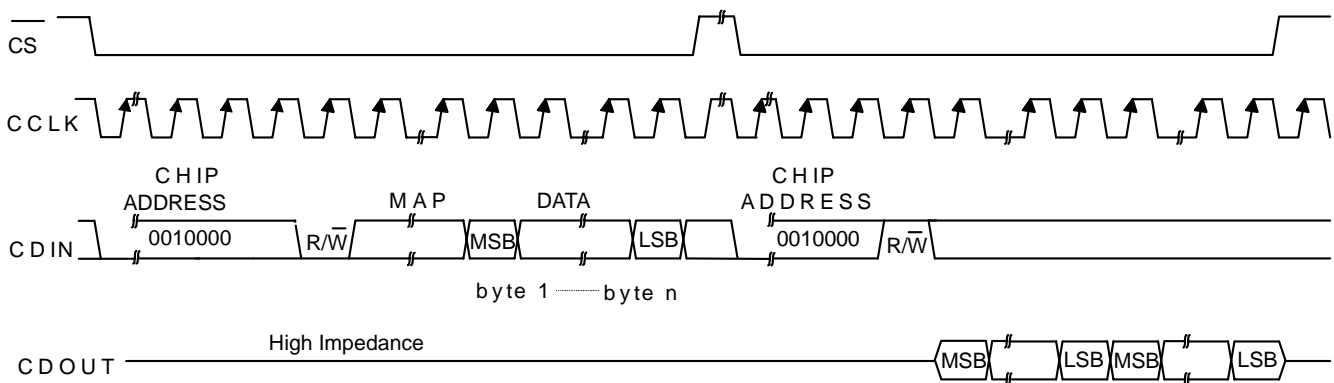 CS
CCLK
CHIP
ADDRESS
MAP
DATA
CHIP
ADDRESS
CDIN
0010000
R/W
MSB
LSB
0010000
R/W
byte 1 byte n
High Impedance
CDOUT
MSB
LSB
MSB
LSB